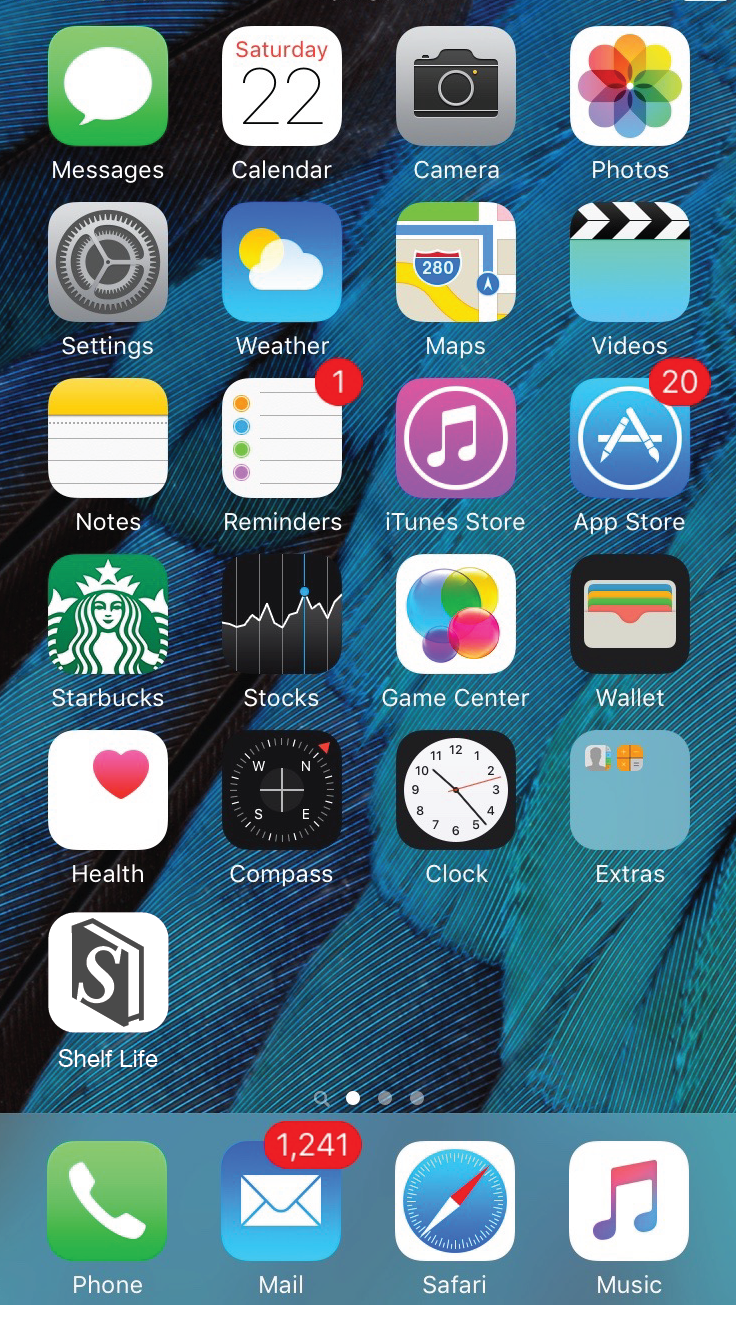 Saturday
22
Messages
Calendar
Camera
Photos
280
Settings
Weather
Maps
Videos
1
20
Notes
Reminders
iTunes Store
App Store
Starbucks
Stocks
Game Center
Wallet
W N
S E
12
11 1
10 2
9 3
8 4
7 5
6
Health
Compass
Clock
Extras
S
Shelf Life
1,241
Phone
Mail
Safari
Music